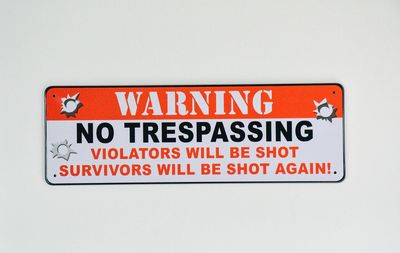 WARNING
NO TRESPASSING
VIOLATORS WILL BE SHOT
SURVIVORS WILL BE SHOT AGAIN!